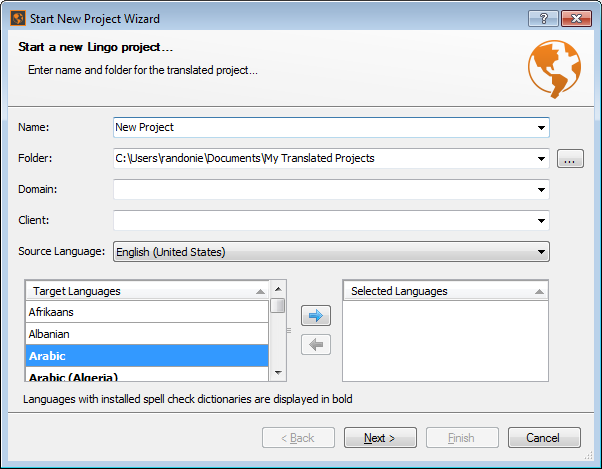 Start New Project Wizard
Start a new Lingo project...
Enter name and folder for the translated project...
Name: New Project
Folder: C:\Users\randonie\Documents\My Translated Projects ...
Domain:
Client:
Source Language: English (United States)
Target Languages Selected Languages
Afrikaans
Albanian
Arabic
Arabic (Algeria)
Languages with installed spell check dictionaries are displayed in bold
< Back Next > Finish Cancel